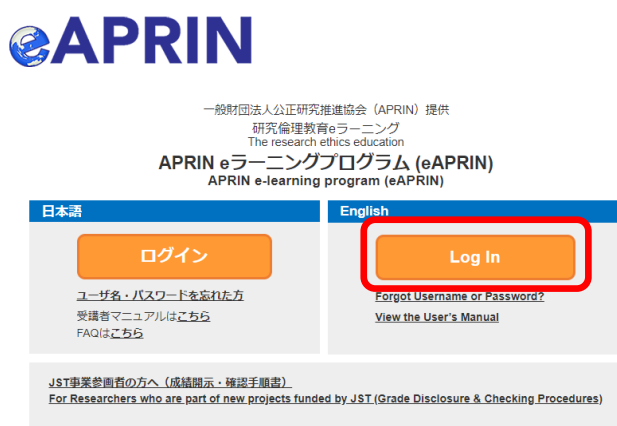 eAPRIN
一般財団法人公正研究推進協会（APRIN）提供
研究倫理教育eラーニング
The research ethics education
APRIN eラーニングプログラム (eAPRIN)
APRIN e-learning program (eAPRIN)
日本語
ログイン
ユーザ名・パスワードを忘れた方
受講者マニュアルはこちら
FAQはこちら
English
Log In
Forgot Username or Password?
View the User's Manual
JST事業参画者の方へ（成績開示・確認手順書）
For Researchers who are part of new projects funded by JST (Grade Disclosure & Checking Procedures)